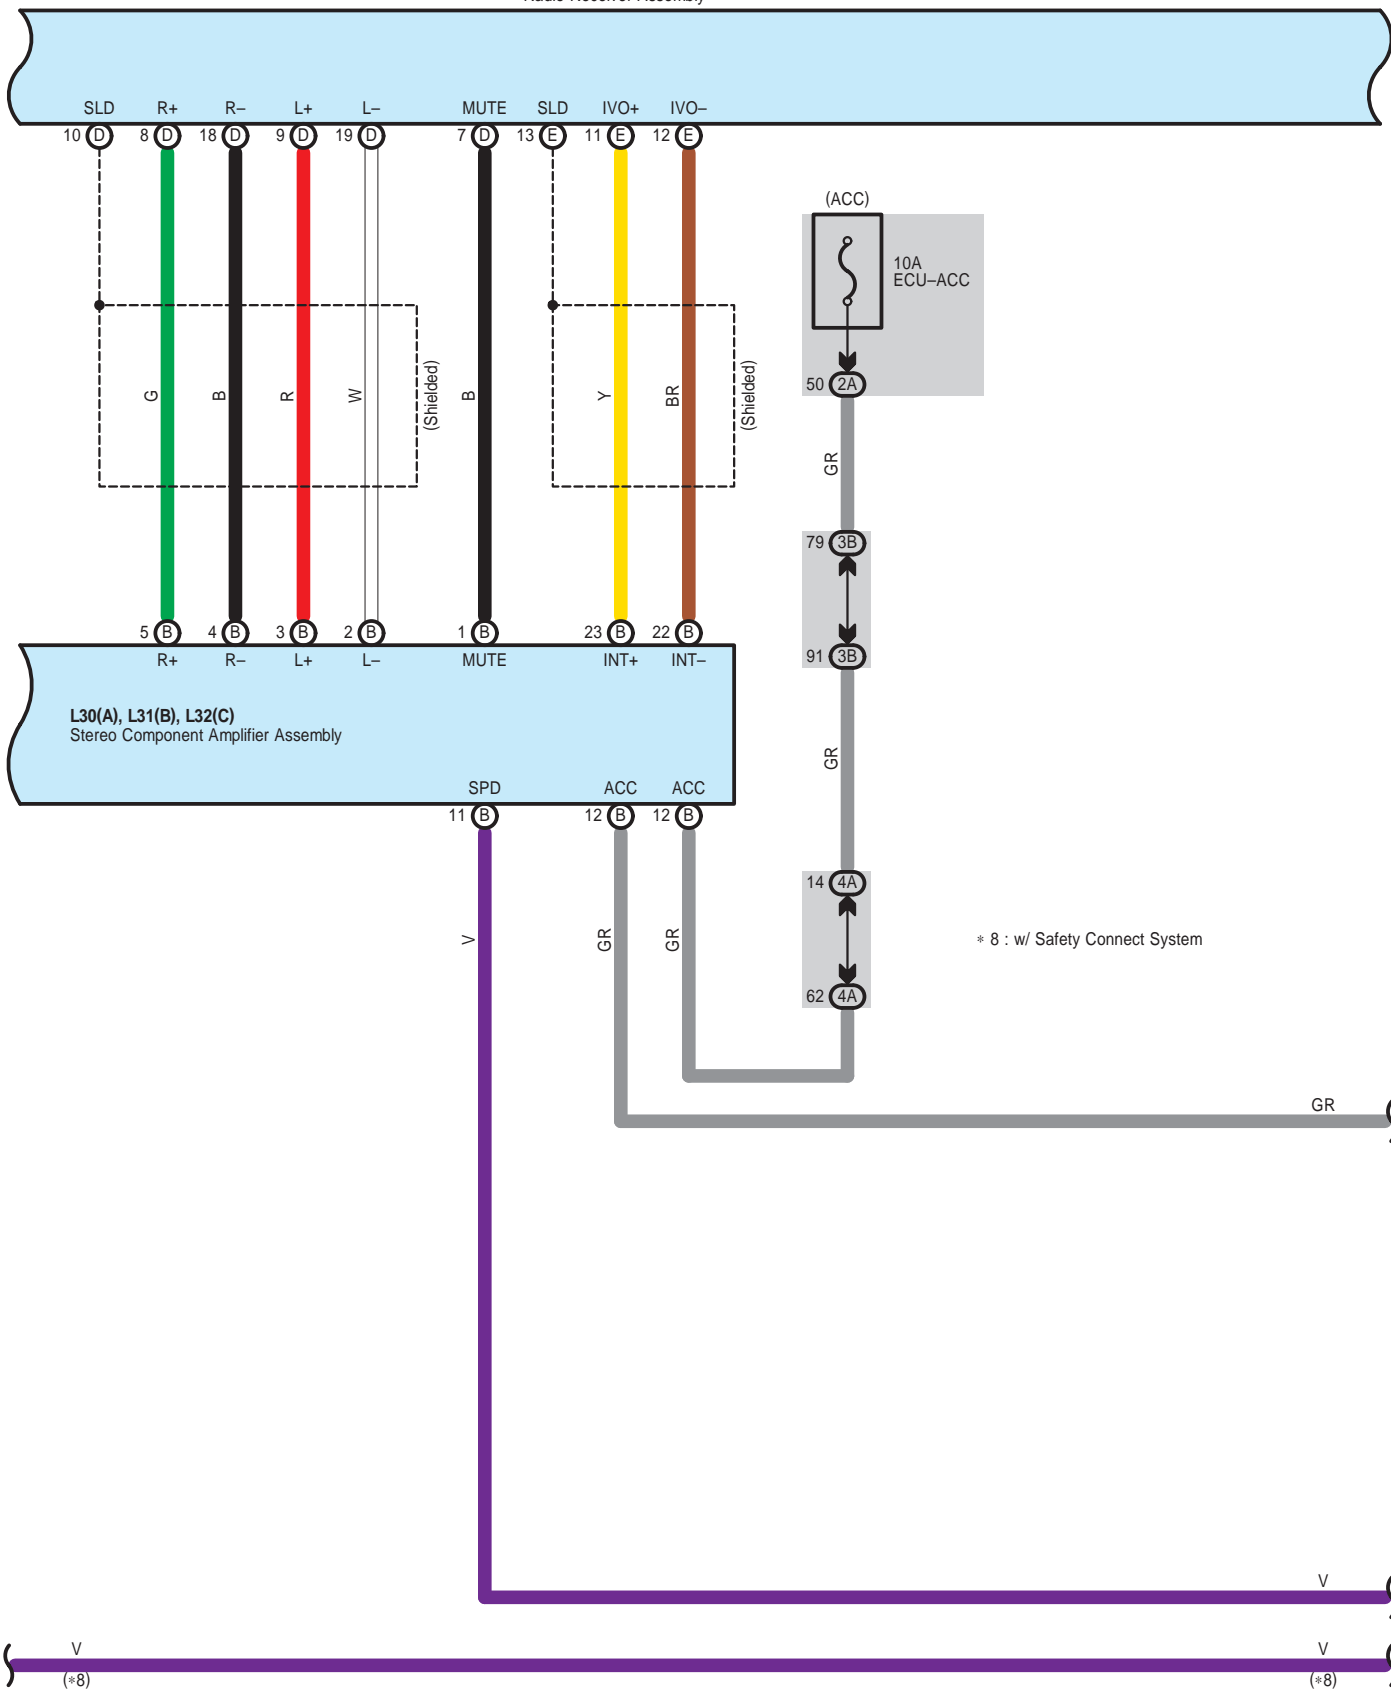 Radio Receiver Assembly
SLD R+ R– L+ L– MUTE SLD IVO+ IVO–
10 D 8 D 18 D 9 D 19 D 7 D 13 E 11 E 12 E
(ACC)
10A
ECU–ACC
50 2A
G B R W (Shielded) B Y BR (Shielded)
GR
79 3B
5 B 4 B 3 B 2 B 1 B 23 B 22 B
91 3B
R+ R– L+ L– MUTE INT+ INT–
L30(A), L31(B), L32(C)
Stereo Component Amplifier Assembly
GR
SPD ACC ACC
11 B 12 B 12 B
14 4A
V GR GR
* 8 : w/ Safety Connect System
62 4A
GR
V
V V
(*8) (*8)